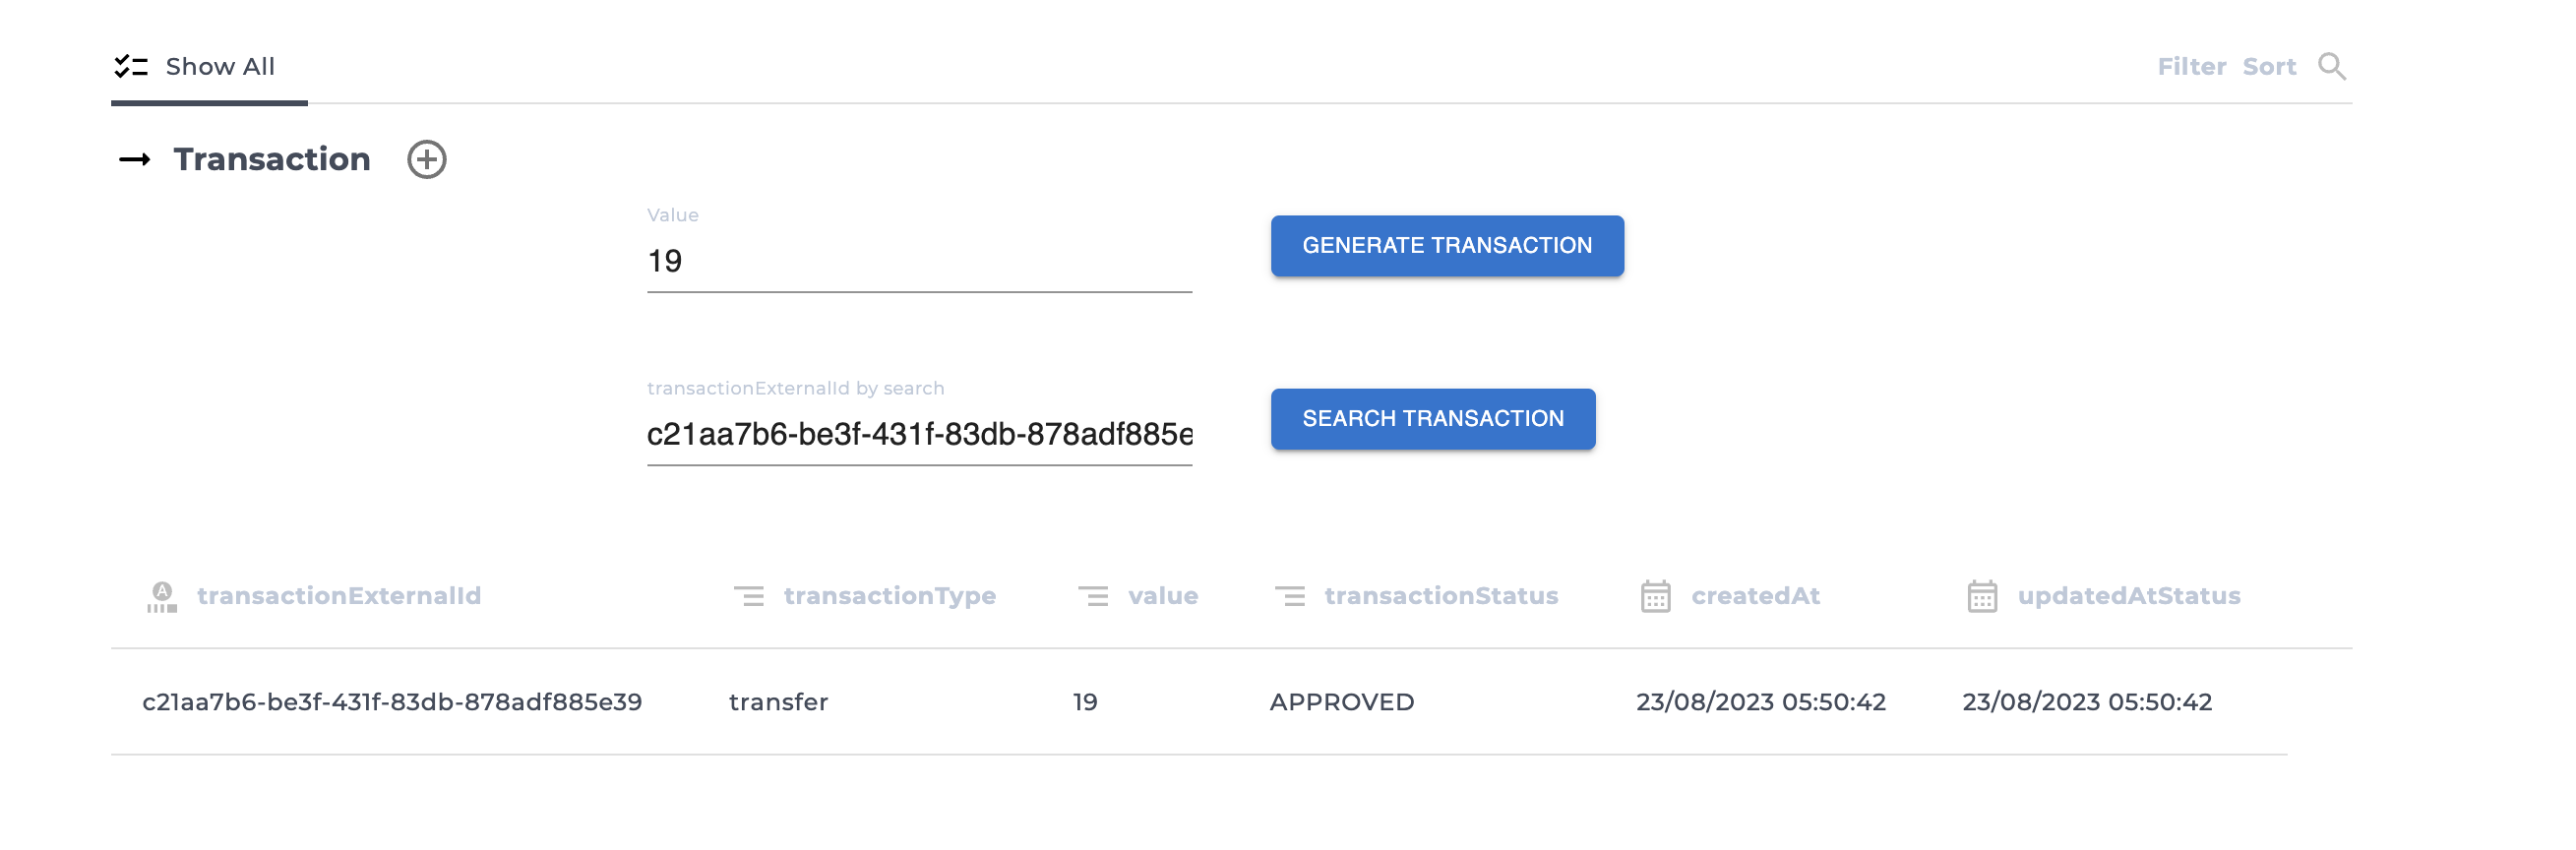 Show All Filter Sort
Transaction
Value
19
GENERATE TRANSACTION
transactionExternalId by search
c21aa7b6-be3f-431f-83db-878adf885e
SEARCH TRANSACTION
A transactionExternalId transactionType value transactionStatus createdAt updatedAtStatus
c21aa7b6-be3f-431f-83db-878adf885e39 transfer 19 APPROVED 23/08/2023 05:50:42 23/08/2023 05:50:42